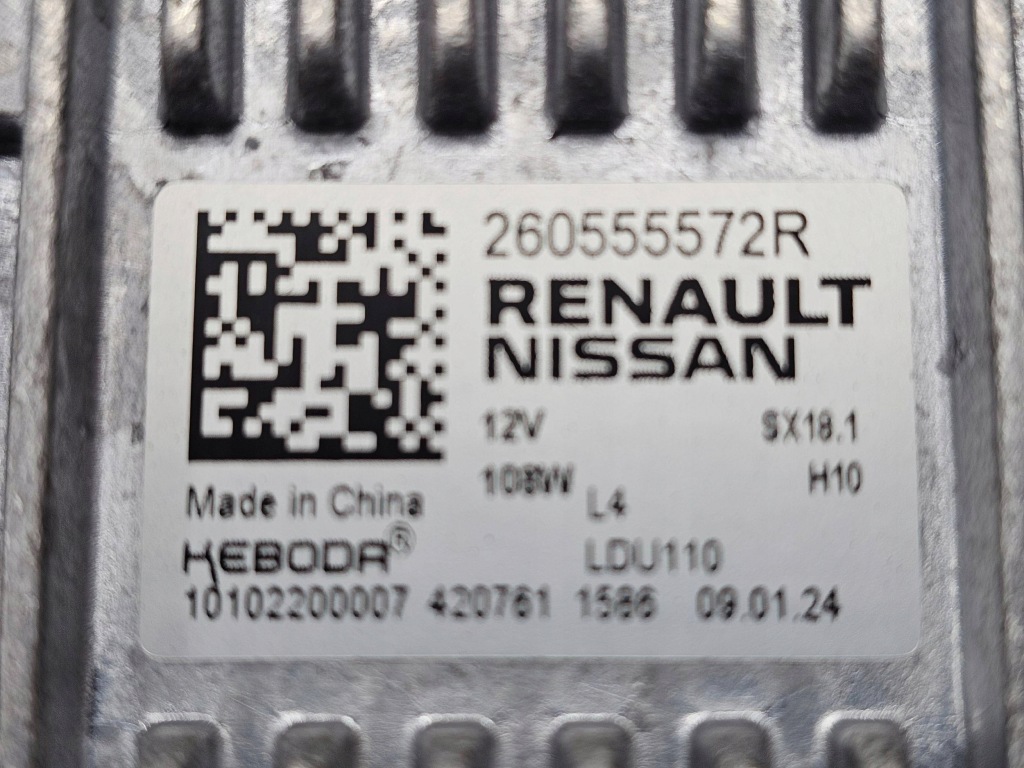 260555572R
RENAULT
NISSAN
12V SX18.1
108W H10
Made in China L4
KEBODA® LDU110
10102200007 420761 1586 09.01.24